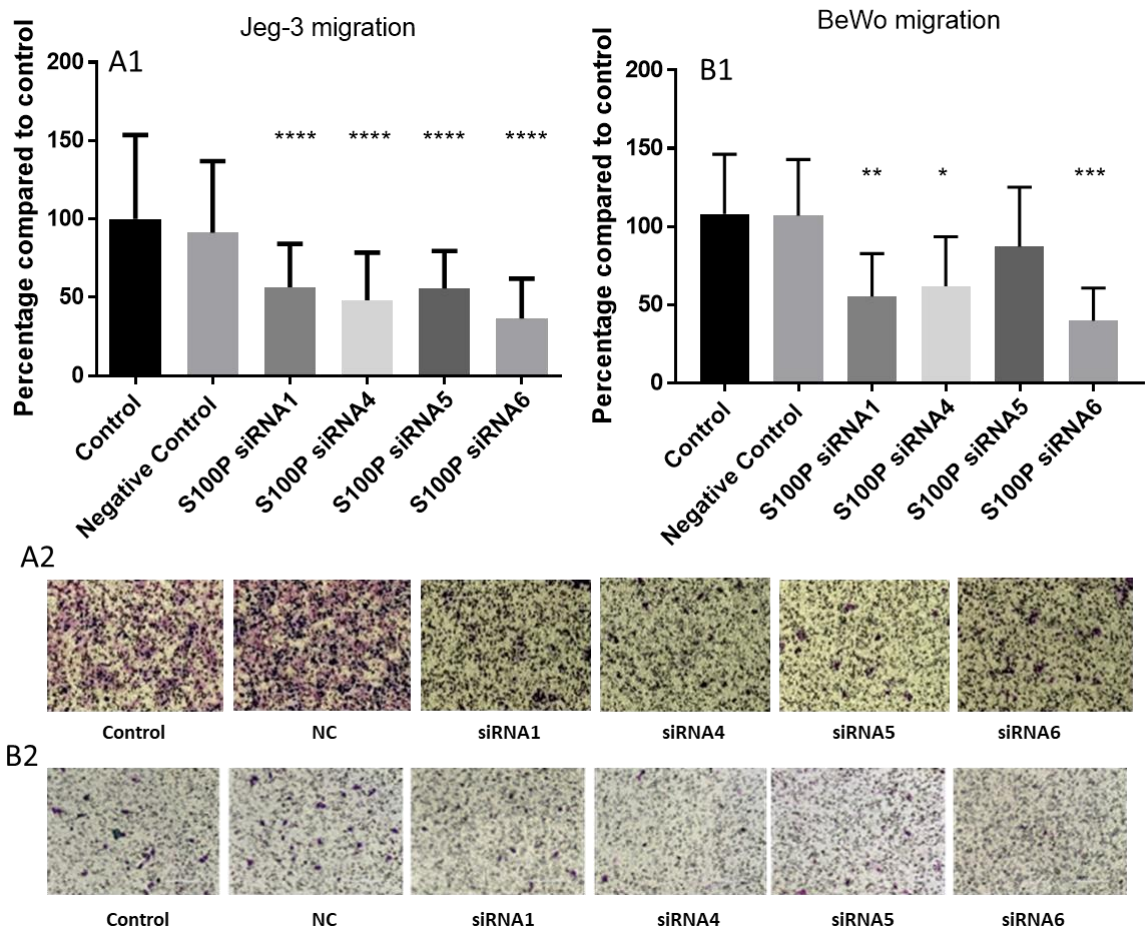 Jeg-3 migration
A1
Percentage compared to control
200
150
100
50
0
**** **** **** ****
Control
Negative Control
S100P siRNA1
S100P siRNA4
S100P siRNA5
S100P siRNA6
BeWo migration
B1
Percentage compared to control
200
150
100
50
0
** * ***
Control
Negative Control
S100P siRNA1
S100P siRNA4
S100P siRNA5
S100P siRNA6
A2
Control NC siRNA1 siRNA4 siRNA5 siRNA6
B2
Control NC siRNA1 siRNA4 siRNA5 siRNA6